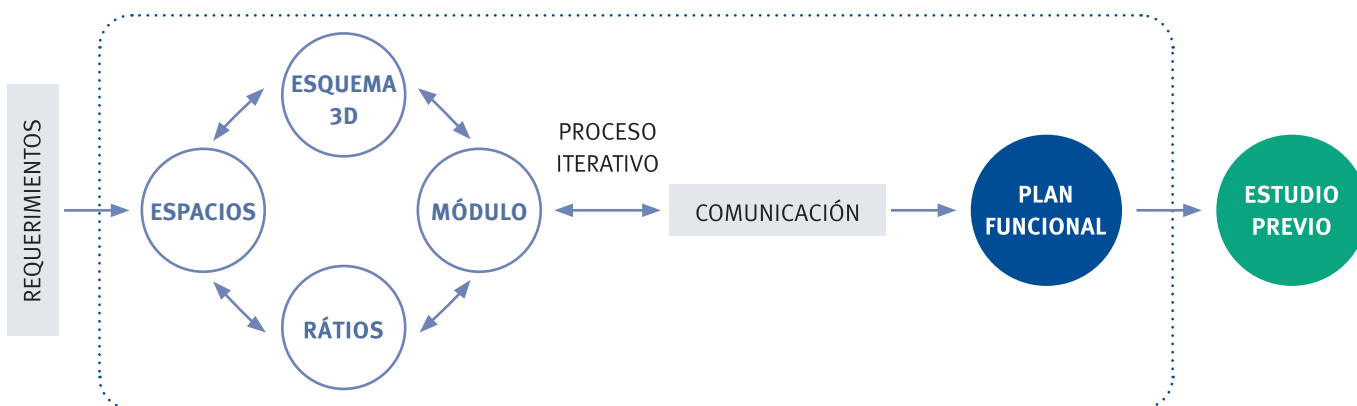 REQUERIMIENTOS
ESPACIOS
ESQUEMA
3D
RÁTIOS
MÓDULO
PROCESO
ITERATIVO
COMUNICACIÓN
PLAN
FUNCIONAL
ESTUDIO
PREVIO